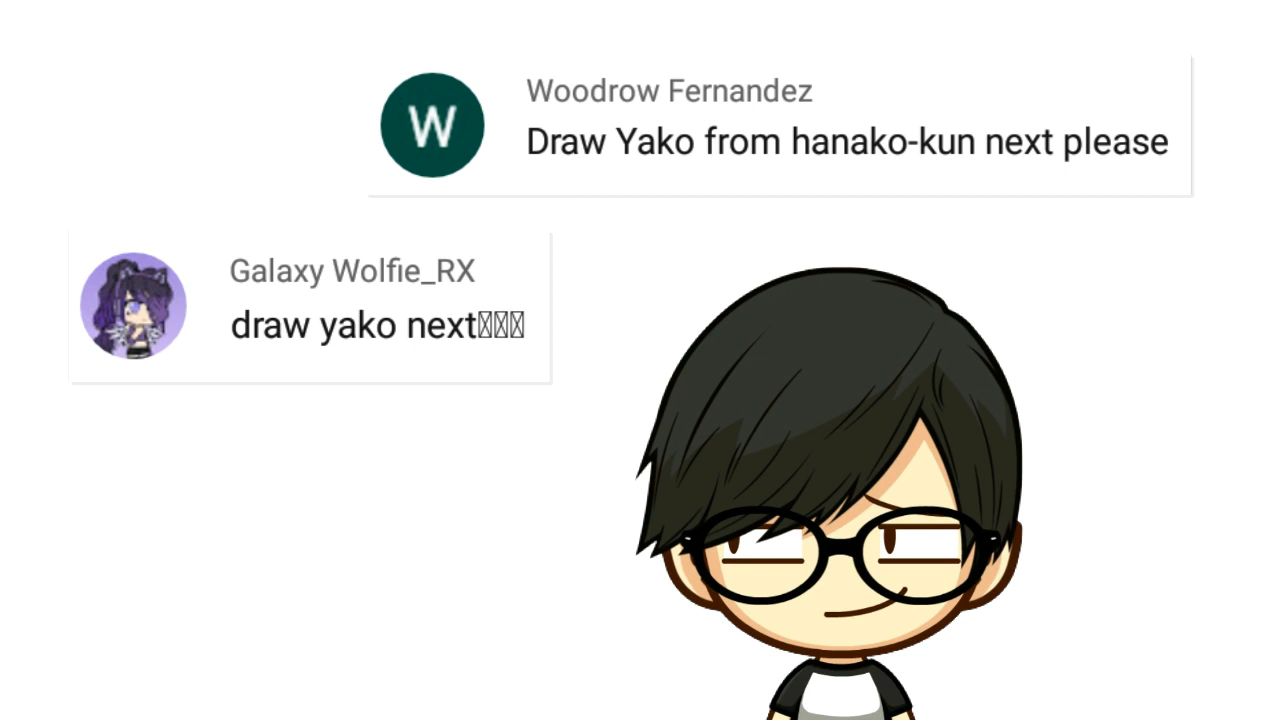 W
Woodrow Fernandez
Draw Yako from hanako-kun next please
Galaxy Wolfie_RX
draw yako next